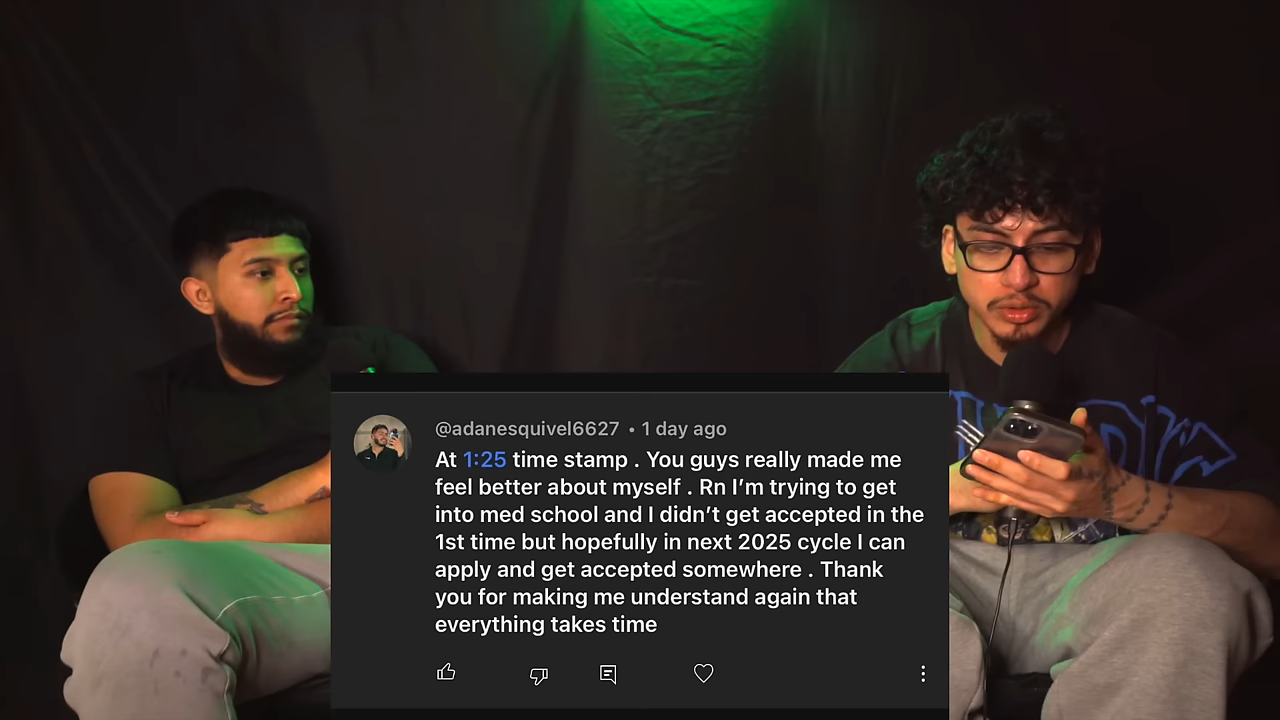 @adanesquivel6627 • 1 day ago
At 1:25 time stamp . You guys really made me
feel better about myself . Rn I’m trying to get
into med school and I didn’t get accepted in the
1st time but hopefully in next 2025 cycle I can
apply and get accepted somewhere . Thank
you for making me understand again that
everything takes time